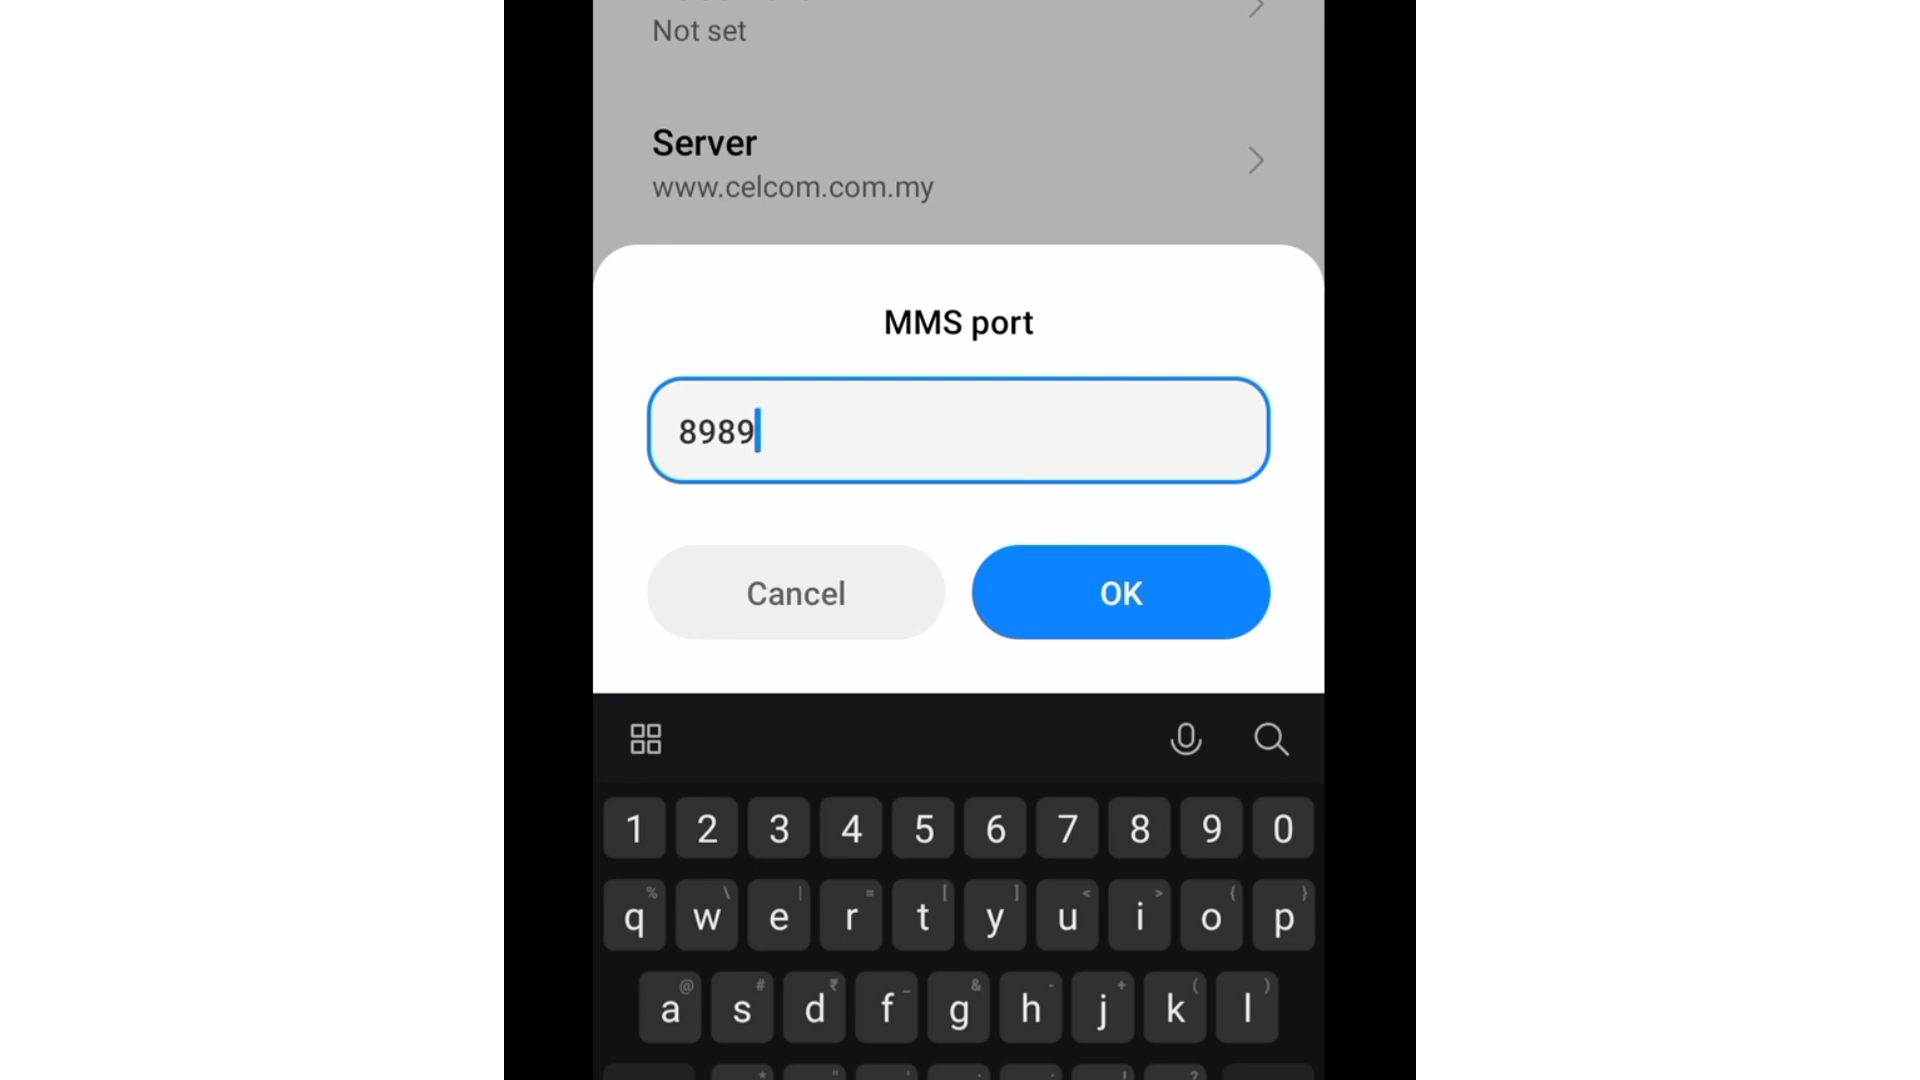 Not set
Server
www.celcom.com.my
MMS port
8989
Cancel
OK
1 2 3 4 5 6 7 8 9 0
% \ | = [ ] < > { }
q w e r t y u i o p
@ # ₹ _ & - + ( )
a s d f g h j k l
* " ' : ; ! ?